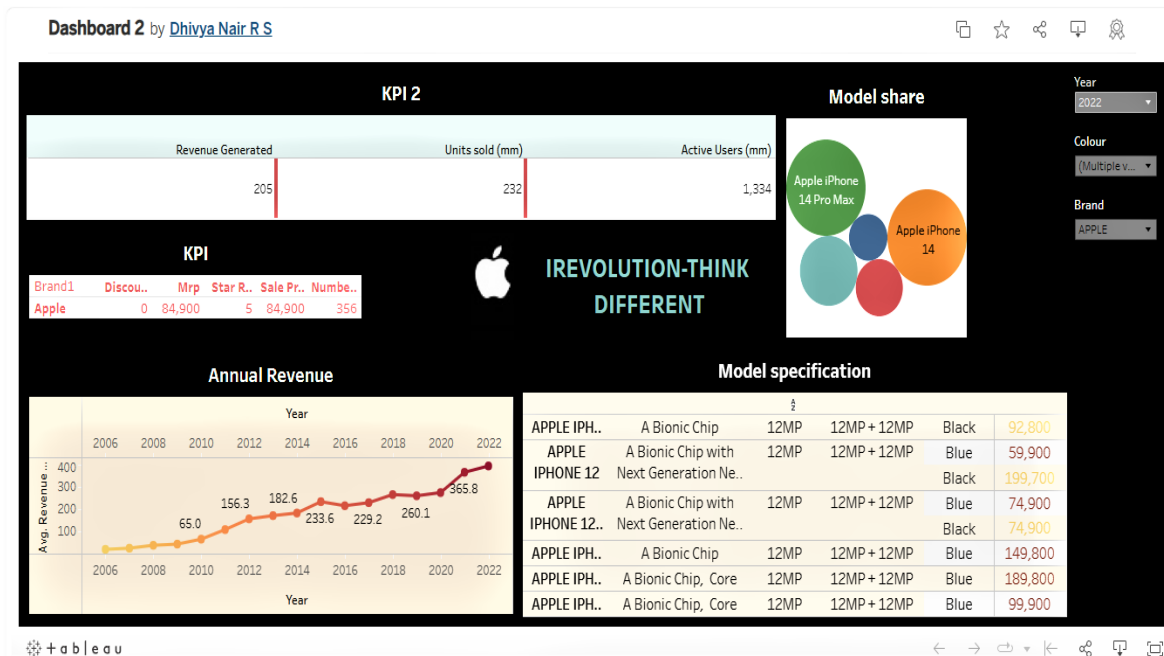 Dashboard 2 by Dhivya Nair R S
KPI 2
Revenue Generated Units sold (mm) Active Users (mm)
205 232 1,334
Model share
Apple iPhone
14 Pro Max
Apple iPhone
14
Year
2022
Colour
(Multiple v...
Brand
APPLE
KPI
Brand1 Discou.. Mrp Star R.. Sale Pr.. Numbe..
Apple 0 84,900 5 84,900 356
IREVOLUTION-THINK
DIFFERENT
Annual Revenue
Year
2006 2008 2010 2012 2014 2016 2018 2020 2022
Avg. Revenue ...
400
300
200
100
65.0 156.3 182.6 233.6 229.2 260.1 365.8
2006 2008 2010 2012 2014 2016 2018 2020 2022
Year
Model specification
APPLE IPH.. A Bionic Chip 12MP 12MP + 12MP Black 92,800
APPLE A Bionic Chip with 12MP 12MP + 12MP Blue 59,900
IPHONE 12 Next Generation Ne.. Black 199,700
APPLE A Bionic Chip with 12MP 12MP + 12MP Blue 74,900
IPHONE 12.. Next Generation Ne.. Black 74,900
APPLE IPH.. A Bionic Chip 12MP 12MP + 12MP Blue 149,800
APPLE IPH.. A Bionic Chip, Core 12MP 12MP + 12MP Blue 189,800
APPLE IPH.. A Bionic Chip, Core 12MP 12MP + 12MP Blue 99,900
+ a b l e a u